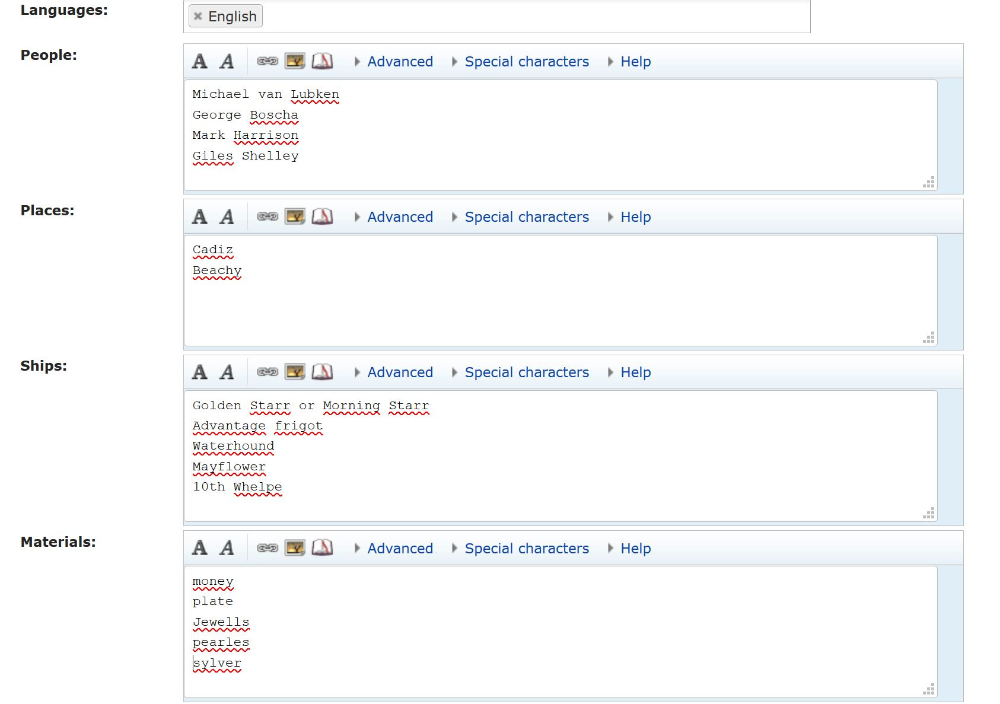 Languages:
English
People:
Advanced Special characters Help
Michael van Lubken
George Boscha
Mark Harrison
Giles Shelley
Places:
Advanced Special characters Help
Cadiz
Beachy
Ships:
Advanced Special characters Help
Golden Starr or Morning Starr
Advantage frigot
Waterhound
Mayflower
10th Whelpe
Materials:
Advanced Special characters Help
money
plate
Jewells
pearles
sylver